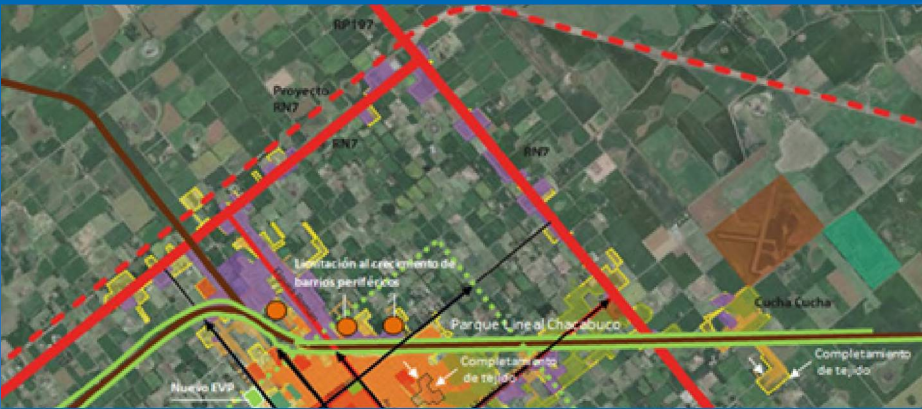 RP197
Proyecto
RN7
RN7
RN7
Limitación al crecimiento de
barrios periféricos
Cucha Cucha
Parque Lineal Chacabuco
Completamiento
de tejido
Completamiento
de tejido
Nuevo EVP